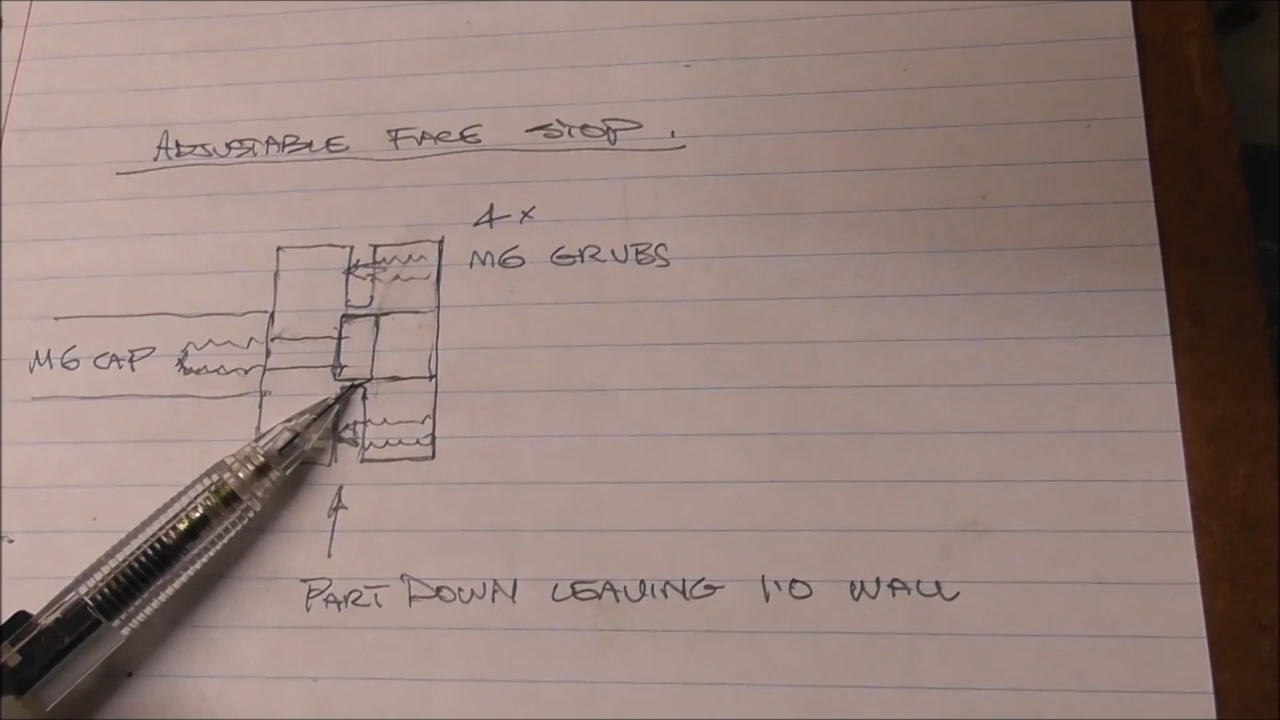 ADJUSTABLE FACE STOP.
4 x
M6 GRUBS
M6 CAP
PART DOWN LEAVING 1.0 WALL